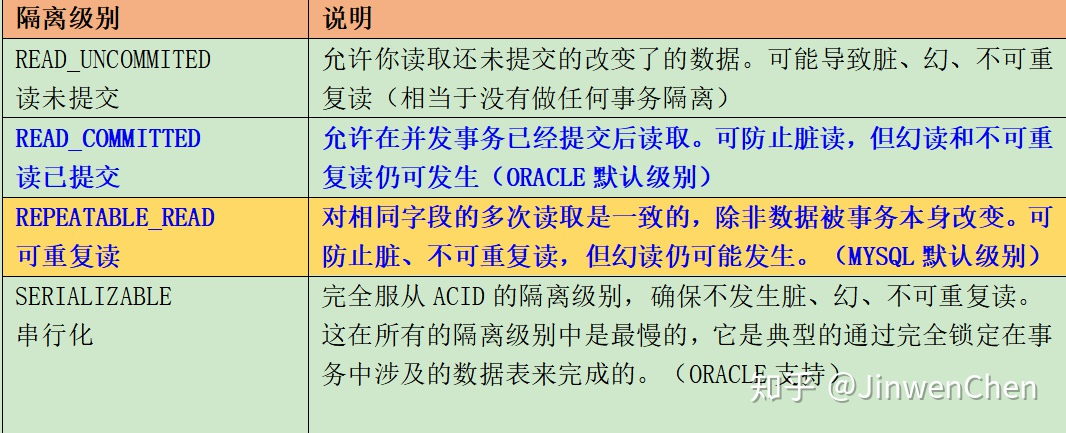 隔离级别 说明
READ_UNCOMMITED 允许你读取还未提交的改变了的数据。可能导致脏、幻、不可重
读未提交 复读（相当于没有做任何事务隔离）
READ_COMMITTED 允许在并发事务已经提交后读取。可防止脏读，但幻读和不可重
读已提交 复读仍可发生（ORACLE 默认级别）
REPEATABLE_READ 对相同字段的多次读取是一致的，除非数据被事务本身改变。可
可重复读 防止脏、不可重复读，但幻读仍可能发生。（MYSQL 默认级别）
SERIALIZABLE 完全服从 ACID 的隔离级别，确保不发生脏、幻、不可重复读。
串行化 这在所有的隔离级别中是最慢的，它是典型的通过完全锁定在事
务中涉及的数据表来完成的。（ORACLE 支持）
知乎 @JinwenChen